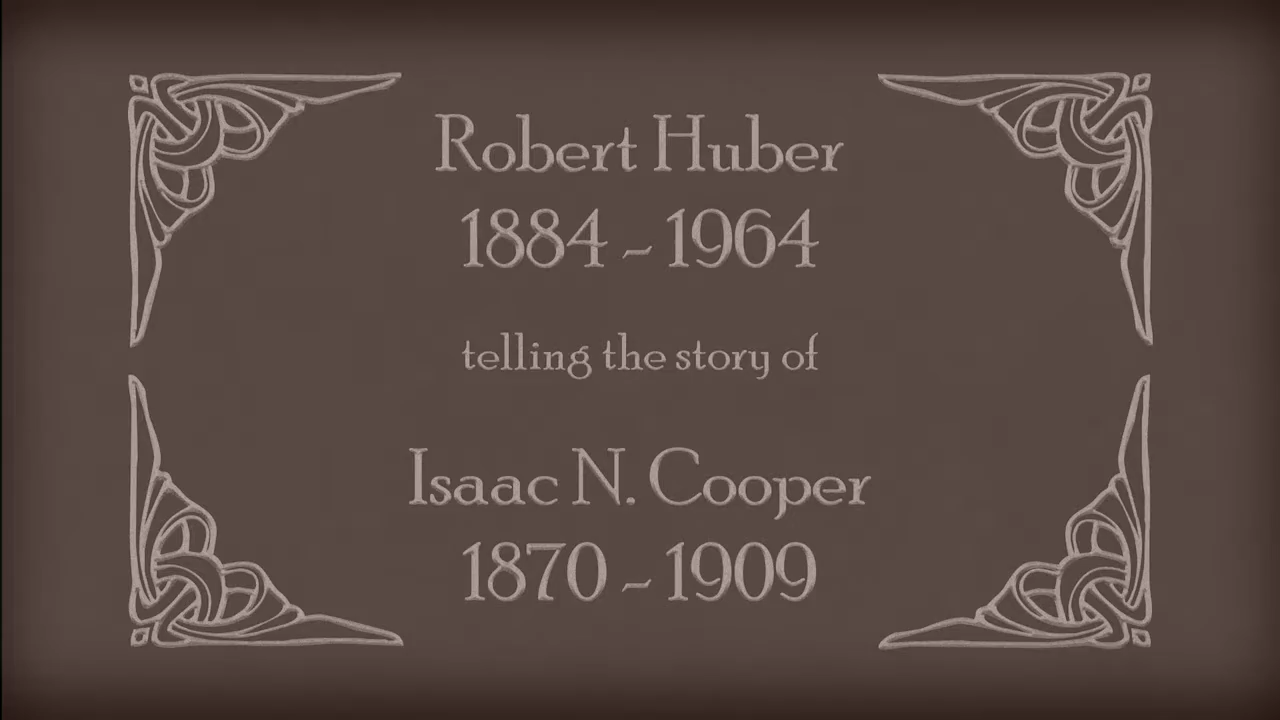 Robert Huber
1884 - 1964
telling the story of
Isaac N. Cooper
1870 - 1909